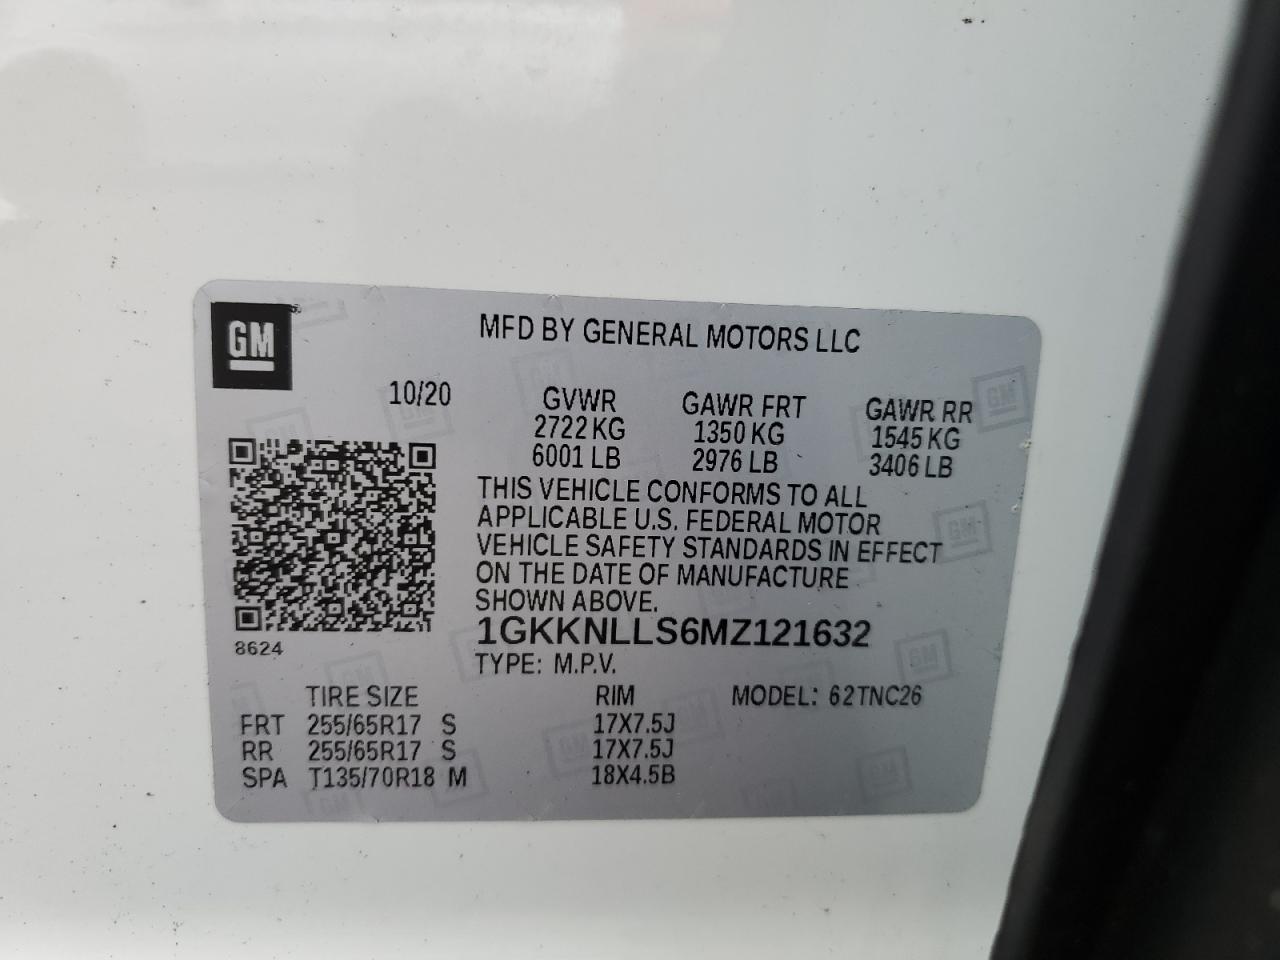 GM
MFD BY GENERAL MOTORS LLC
10/20
GVWR GAWR FRT GAWR RR
2722 KG 1350 KG 1545 KG
6001 LB 2976 LB 3406 LB
THIS VEHICLE CONFORMS TO ALL
APPLICABLE U.S. FEDERAL MOTOR
VEHICLE SAFETY STANDARDS IN EFFECT
ON THE DATE OF MANUFACTURE
SHOWN ABOVE.
8624
1GKKNLLS6MZ121632
TYPE: M.P.V.
TIRE SIZE RIM MODEL: 62TNC26
FRT 255/65R17 S 17X7.5J
RR 255/65R17 S 17X7.5J
SPA T135/70R18 M 18X4.5B